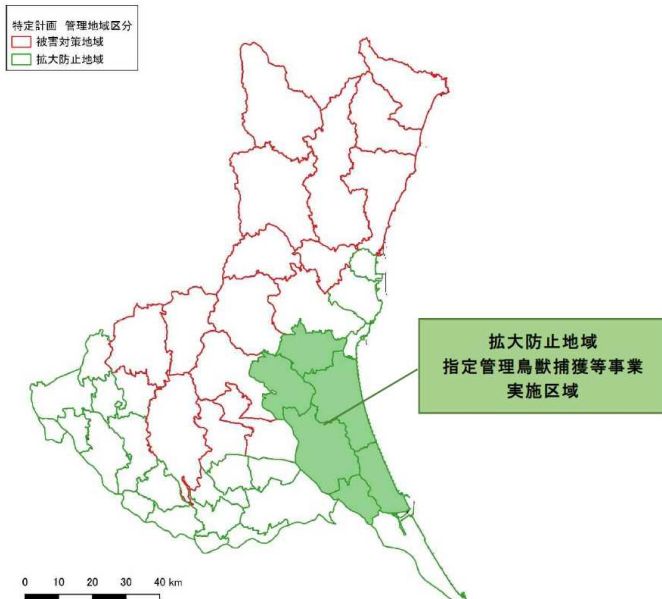 特定計画 管理地域区分
被害対策地域
拡大防止地域
拡大防止地域
指定管理鳥獣捕獲等事業
実施区域
0 10 20 30 40 km